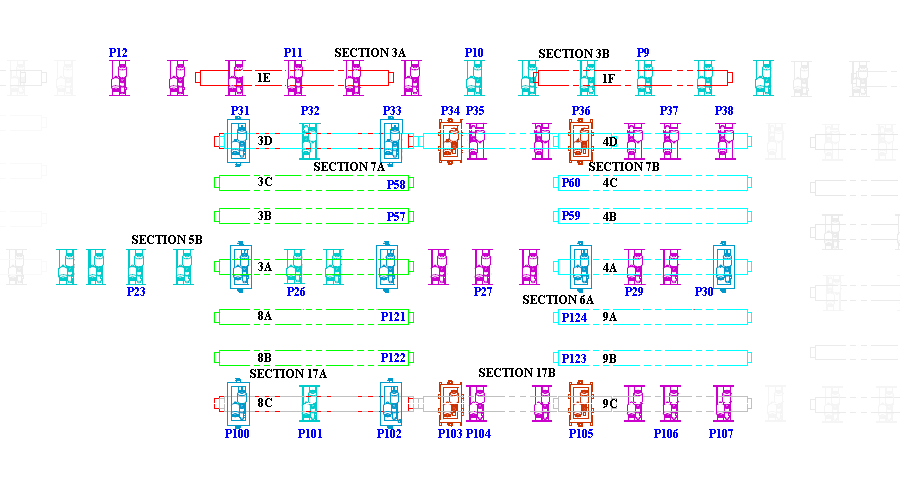 P12 P11 SECTION 3A P10 SECTION 3B P9
1E 1F
P31 P32 P33 P34 P35 P36 P37 P38
3D 4D
SECTION 7A SECTION 7B
3C P58 P60 4C
3B P57 P59 4B
SECTION 5B
3A 4A
P23 P26 P27 P29 P30
SECTION 6A
8A P121 P124 9A
8B P122 P123 9B
SECTION 17A SECTION 17B
8C 9C
P100 P101 P102 P103 P104 P105 P106 P107